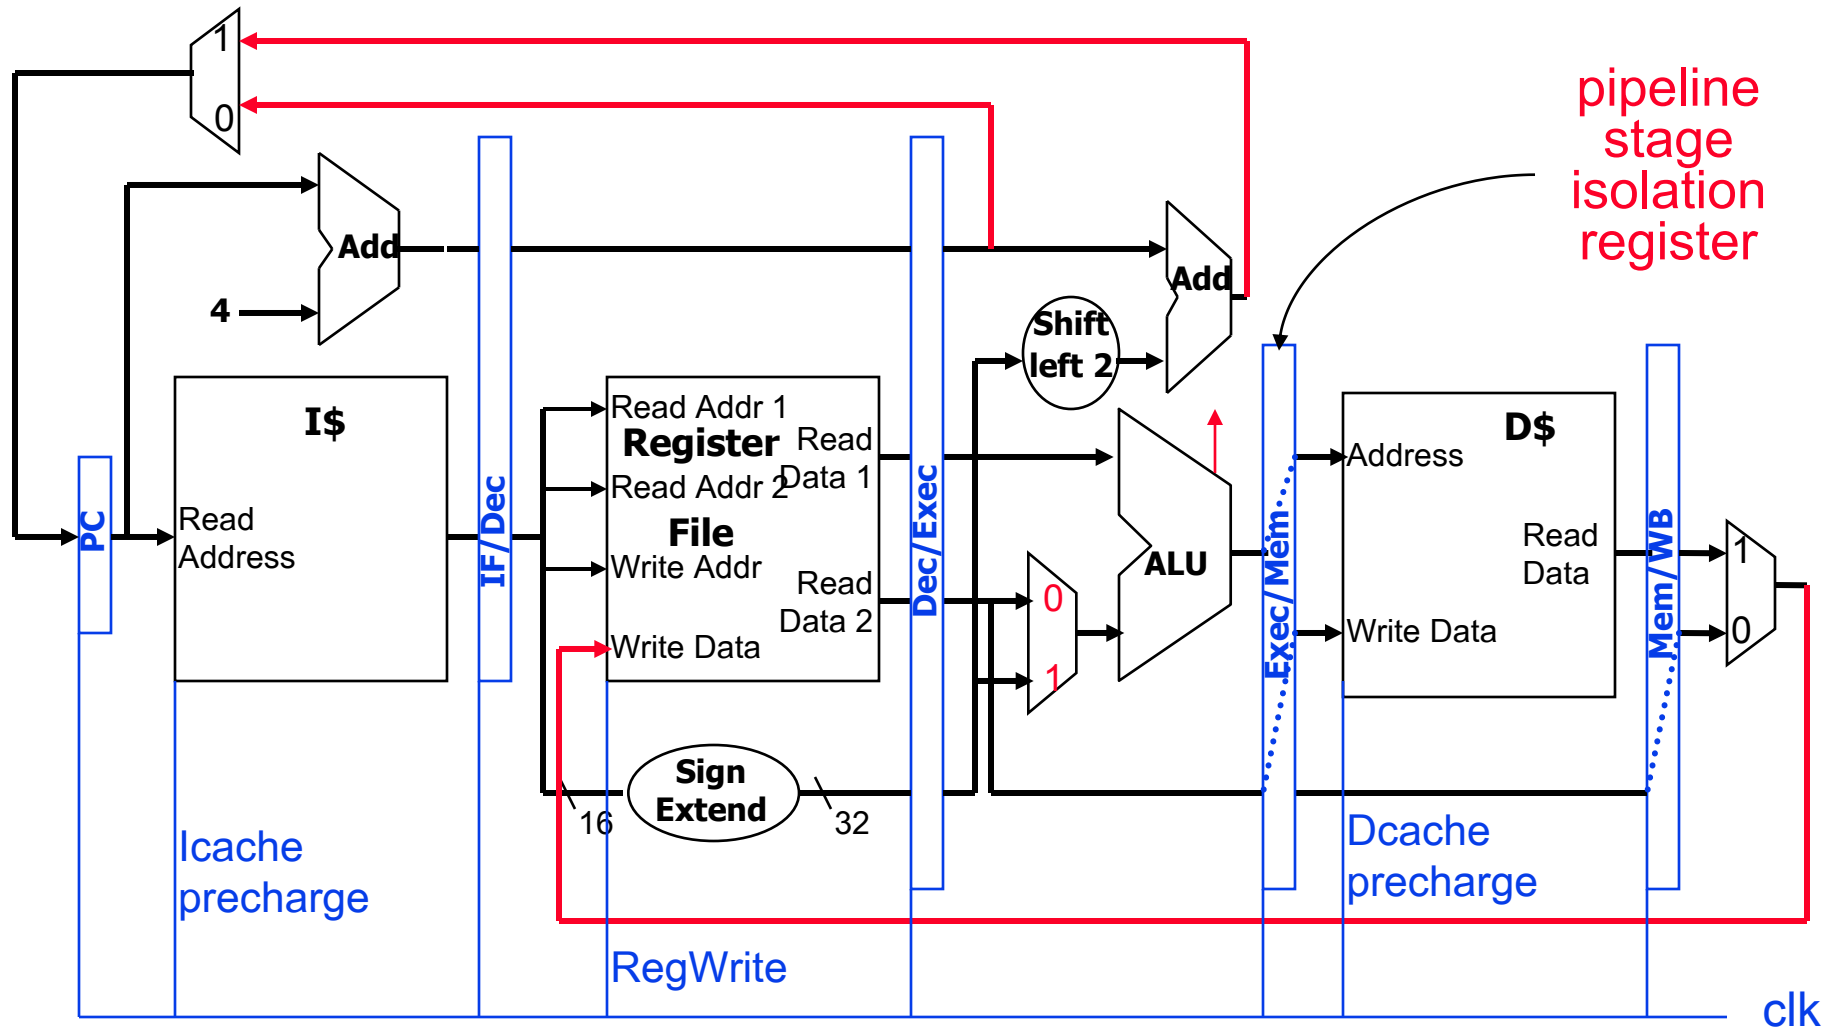 1
0
pipeline
stage
isolation
register
Add
4
Add
Shift
left 2
I$
Read
Address
PC
IF/Dec
Read Addr 1
Register
Read
Data 1
Read Addr 2
File
Write Addr
Read
Data 2
Write Data
Dec/Exec
0
1
ALU
Exec/Mem
D$
Address
Read
Data
Write Data
Mem/WB
1
0
Sign
Extend
16
32
Icache
precharge
Dcache
precharge
RegWrite
clk